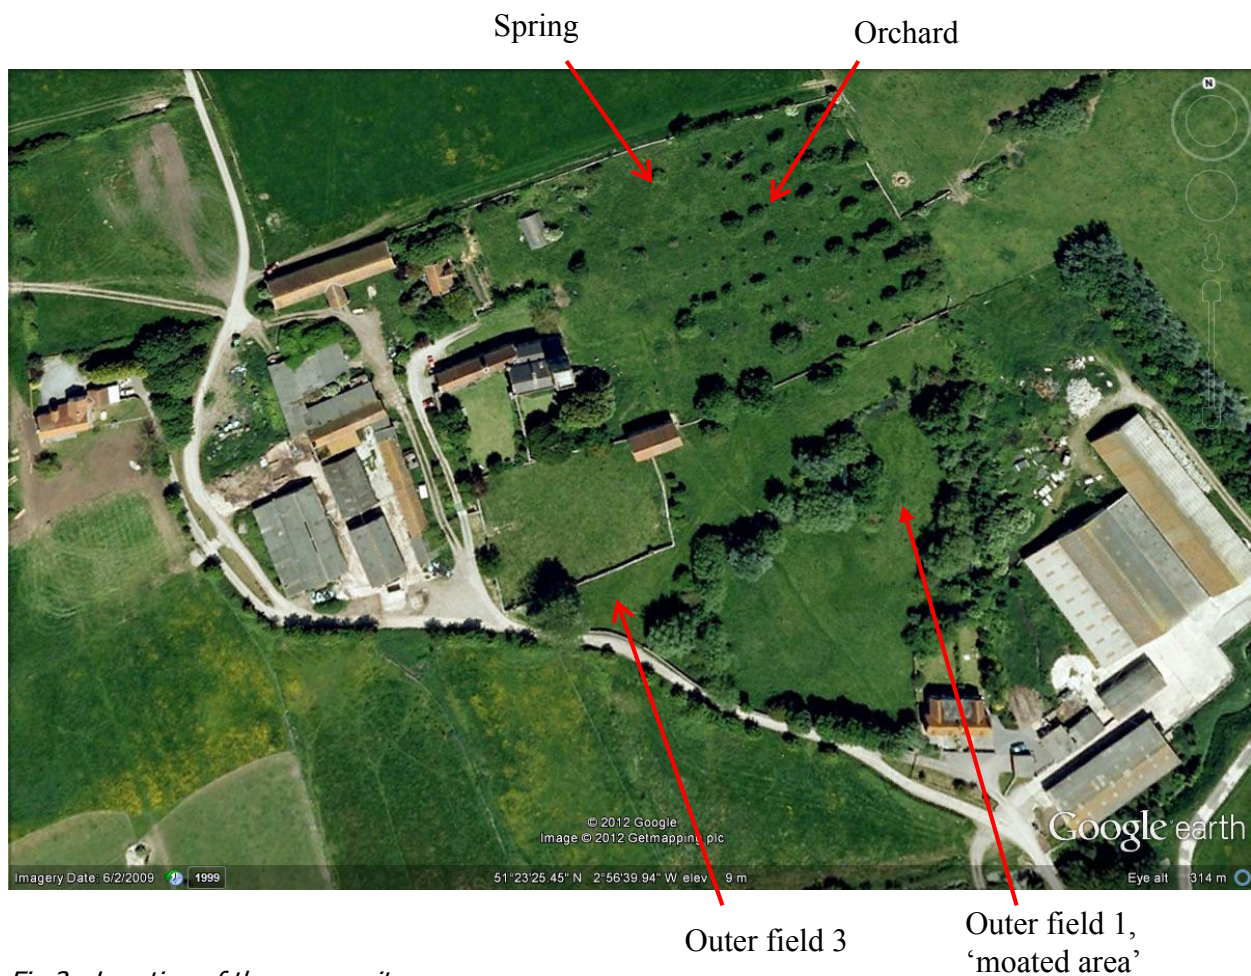 Spring
Orchard
N
© 2012 Google
Image © 2012 Getmapping plc
Google earth
Imagery Date: 6/2/2009
1999
51°23'25.45" N 2°56'39.94" W elev 9 m
Eye alt 314 m
Outer field 3
Outer field 1,
‘moated area’